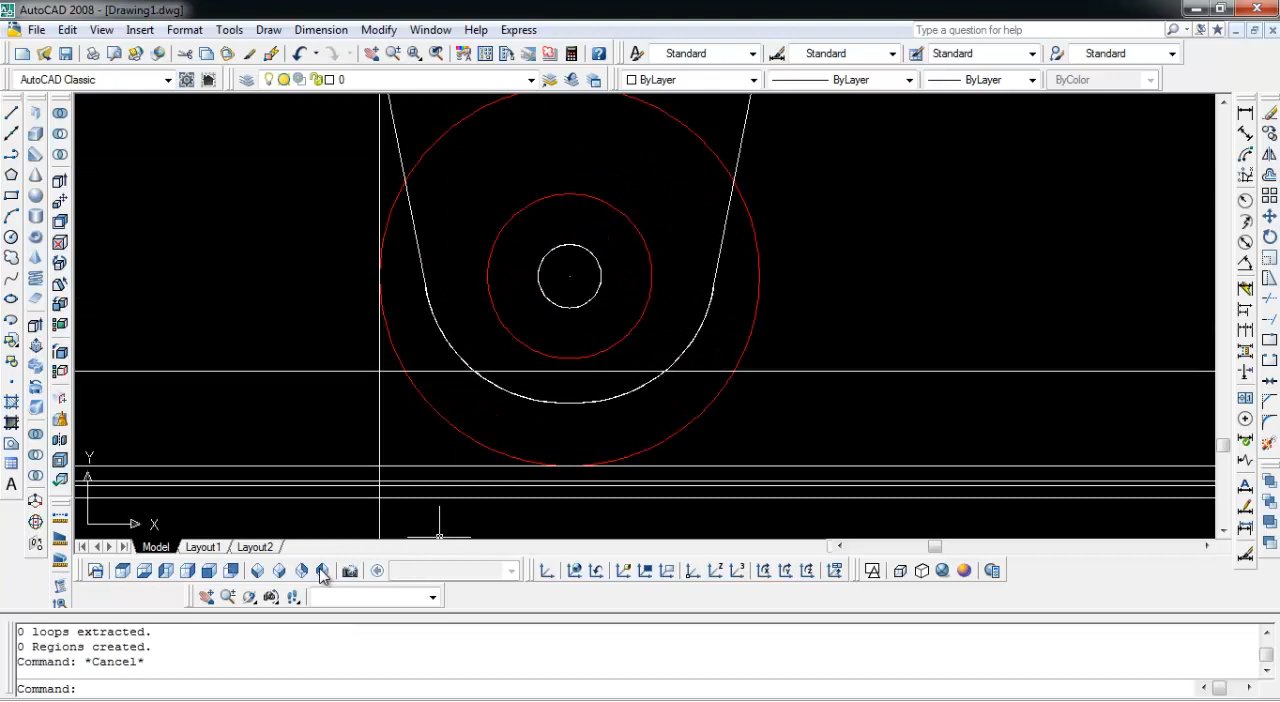 AutoCAD 2008 - [Drawing1.dwg]
File Edit View Insert Format Tools Draw Dimension Modify Window Help Express
Type a question for help
Standard Standard Standard Standard
AutoCAD Classic 0 ByLayer ByLayer ByLayer ByColor
A
Y
X
Model Layout1 Layout2
0 loops extracted.
0 Regions created.
Command: *Cancel*
Command: